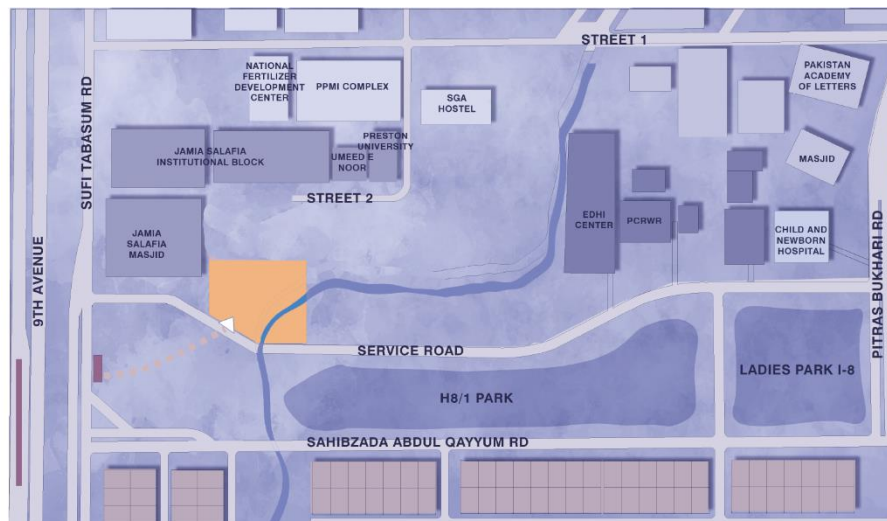 STREET 1
NATIONAL
FERTILIZER
DEVELOPMENT
CENTER
PPMI COMPLEX
SGA
HOSTEL
PAKISTAN
ACADEMY
OF LETTERS
SUFI TABASUM RD
JAMIA SALAFIA
INSTITUTIONAL BLOCK
PRESTON
UNIVERSITY
UMEED E
NOOR
MASJID
STREET 2
JAMIA
SALAFIA
MASJID
EDHI
CENTER
PCRWR
CHILD AND
NEWBORN
HOSPITAL
9TH AVENUE
PITRAS BUKHARI RD
SERVICE ROAD
LADIES PARK I-8
H8/1 PARK
SAHIBZADA ABDUL QAYYUM RD